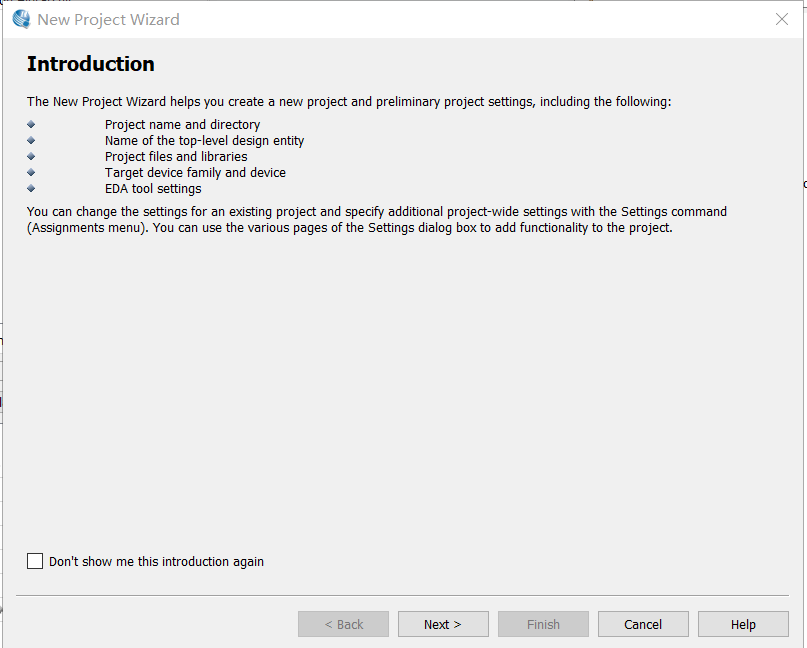 New Project Wizard
Introduction
The New Project Wizard helps you create a new project and preliminary project settings, including the following:
Project name and directory
Name of the top-level design entity
Project files and libraries
Target device family and device
EDA tool settings
You can change the settings for an existing project and specify additional project-wide settings with the Settings command
(Assignments menu). You can use the various pages of the Settings dialog box to add functionality to the project.
Don't show me this introduction again
< Back Next > Finish Cancel Help